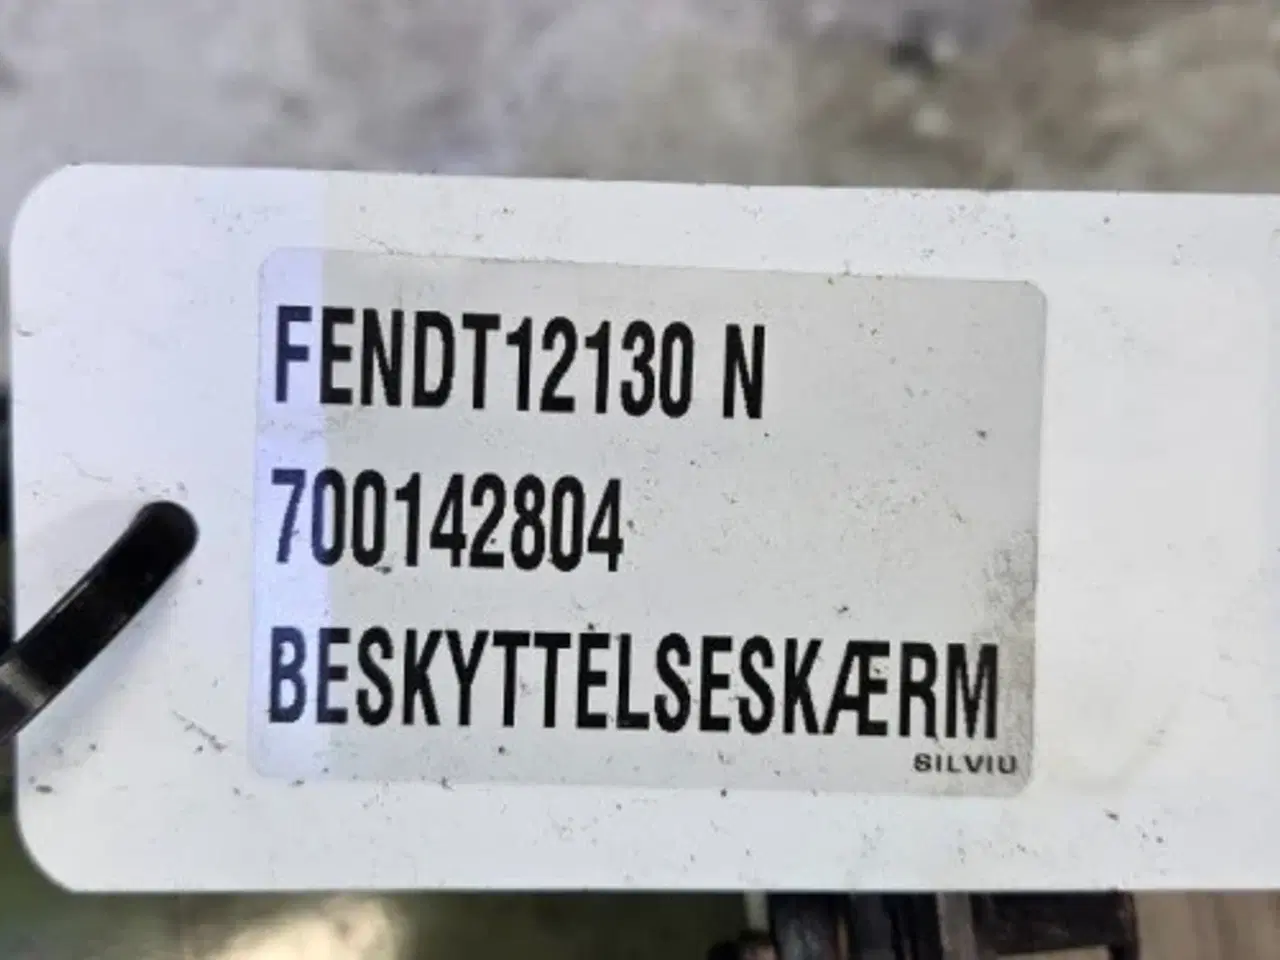 FENDT12130 N
700142804
BESKYTTELSESKÆRM
SILVIU